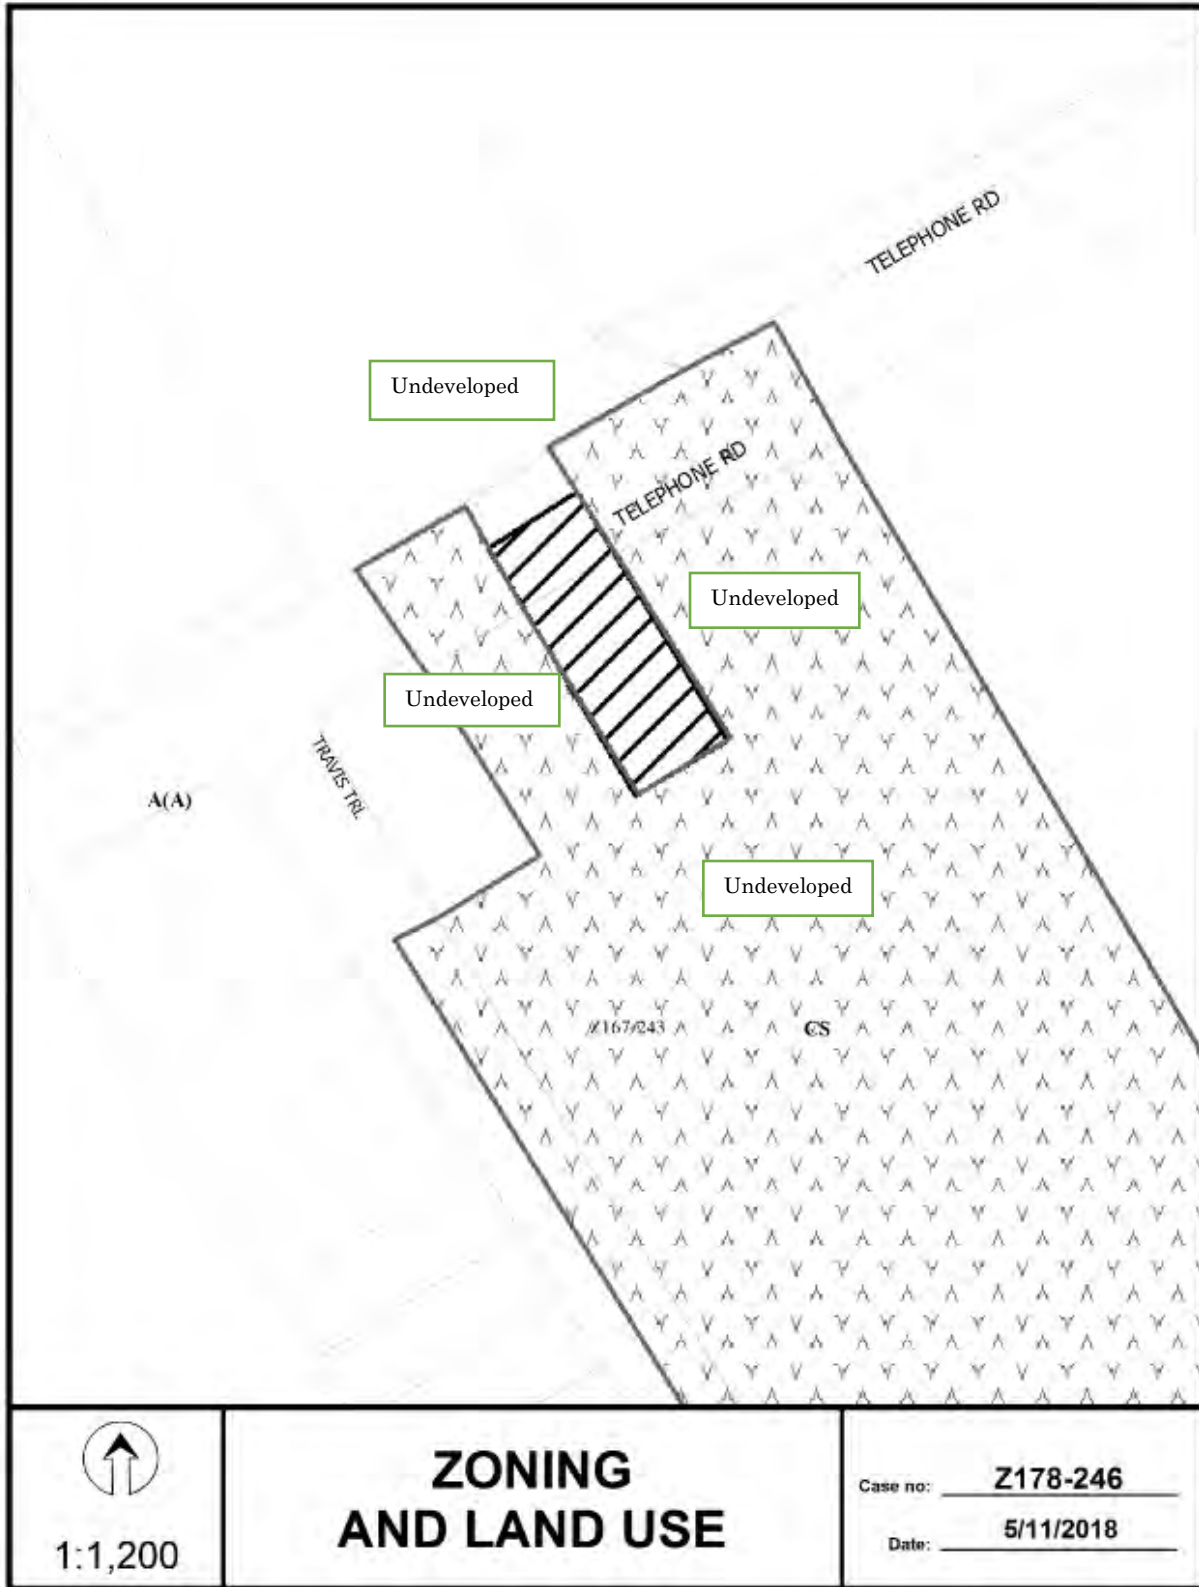 TELEPHONE RD
Undeveloped
TELEPHONE RD
Undeveloped
Undeveloped
TRAVIS TRL
A(A)
Undeveloped
Z167/243
CS
1:1,200
ZONING
AND LAND USE
Case no: Z178-246
Date: 5/11/2018